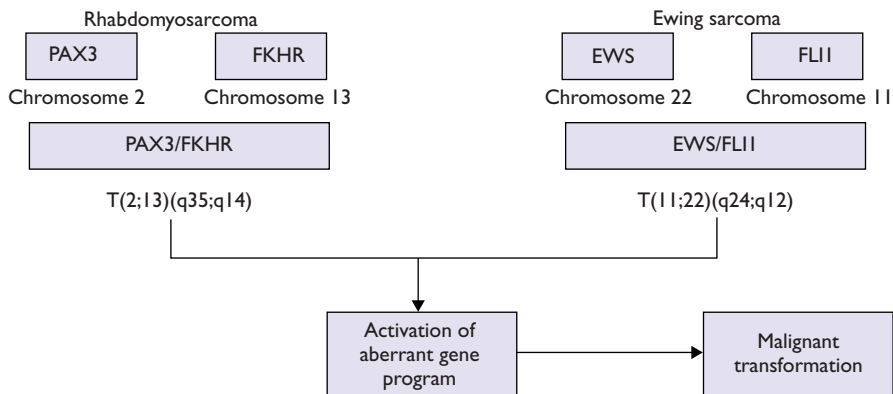 Rhabdomyosarcoma
Ewing sarcoma
PAX3
FKHR
EWS
FLI1
Chromosome 2
Chromosome 13
Chromosome 22
Chromosome 11
PAX3/FKHR
EWS/FLI1
T(2;13)(q35;q14)
T(11;22)(q24;q12)
Activation of
aberrant gene
program
Malignant
transformation